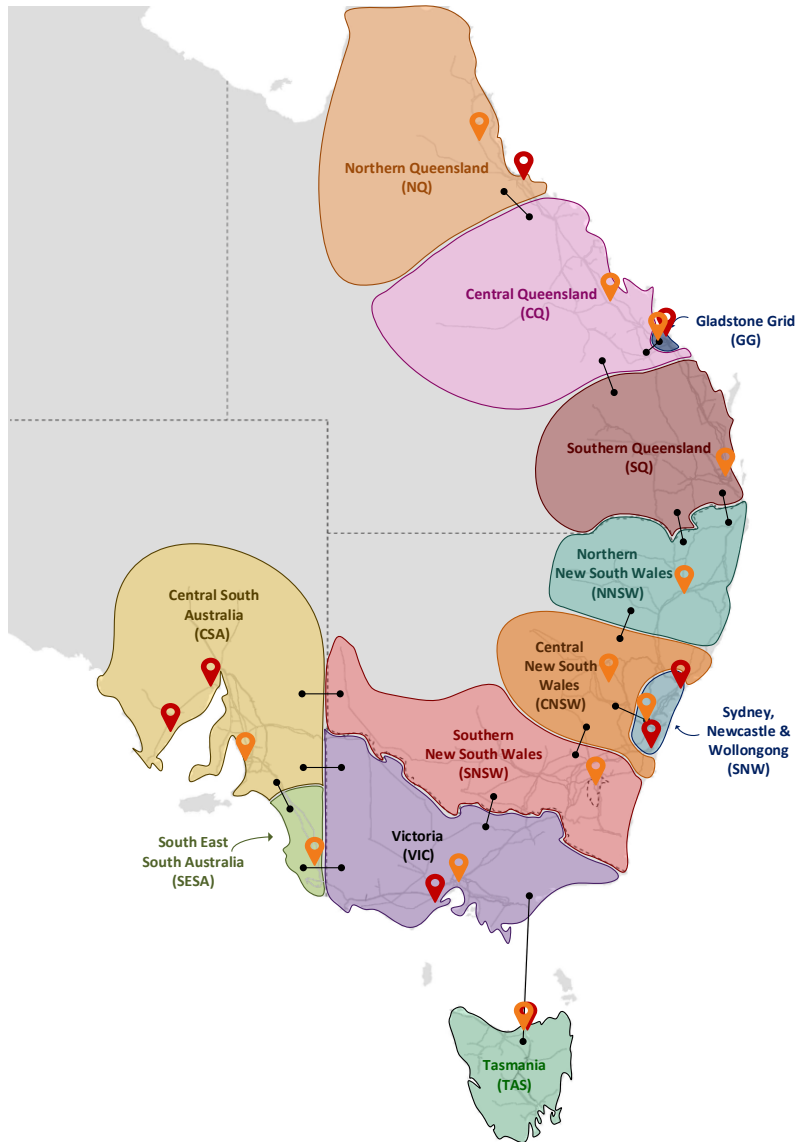 Northern Queensland
(NQ)
Central Queensland
(CQ)
Gladstone Grid
(GG)
Southern Queensland
(SQ)
Northern
New South Wales
(NNSW)
Central South
Australia
(CSA)
Central
New South
Wales
(CNSW)
Sydney,
Newcastle &
Wollongong
(SNW)
Southern
New South Wales
(SNSW)
South East
South Australia
(SESA)
Victoria
(VIC)
Tasmania
(TAS)